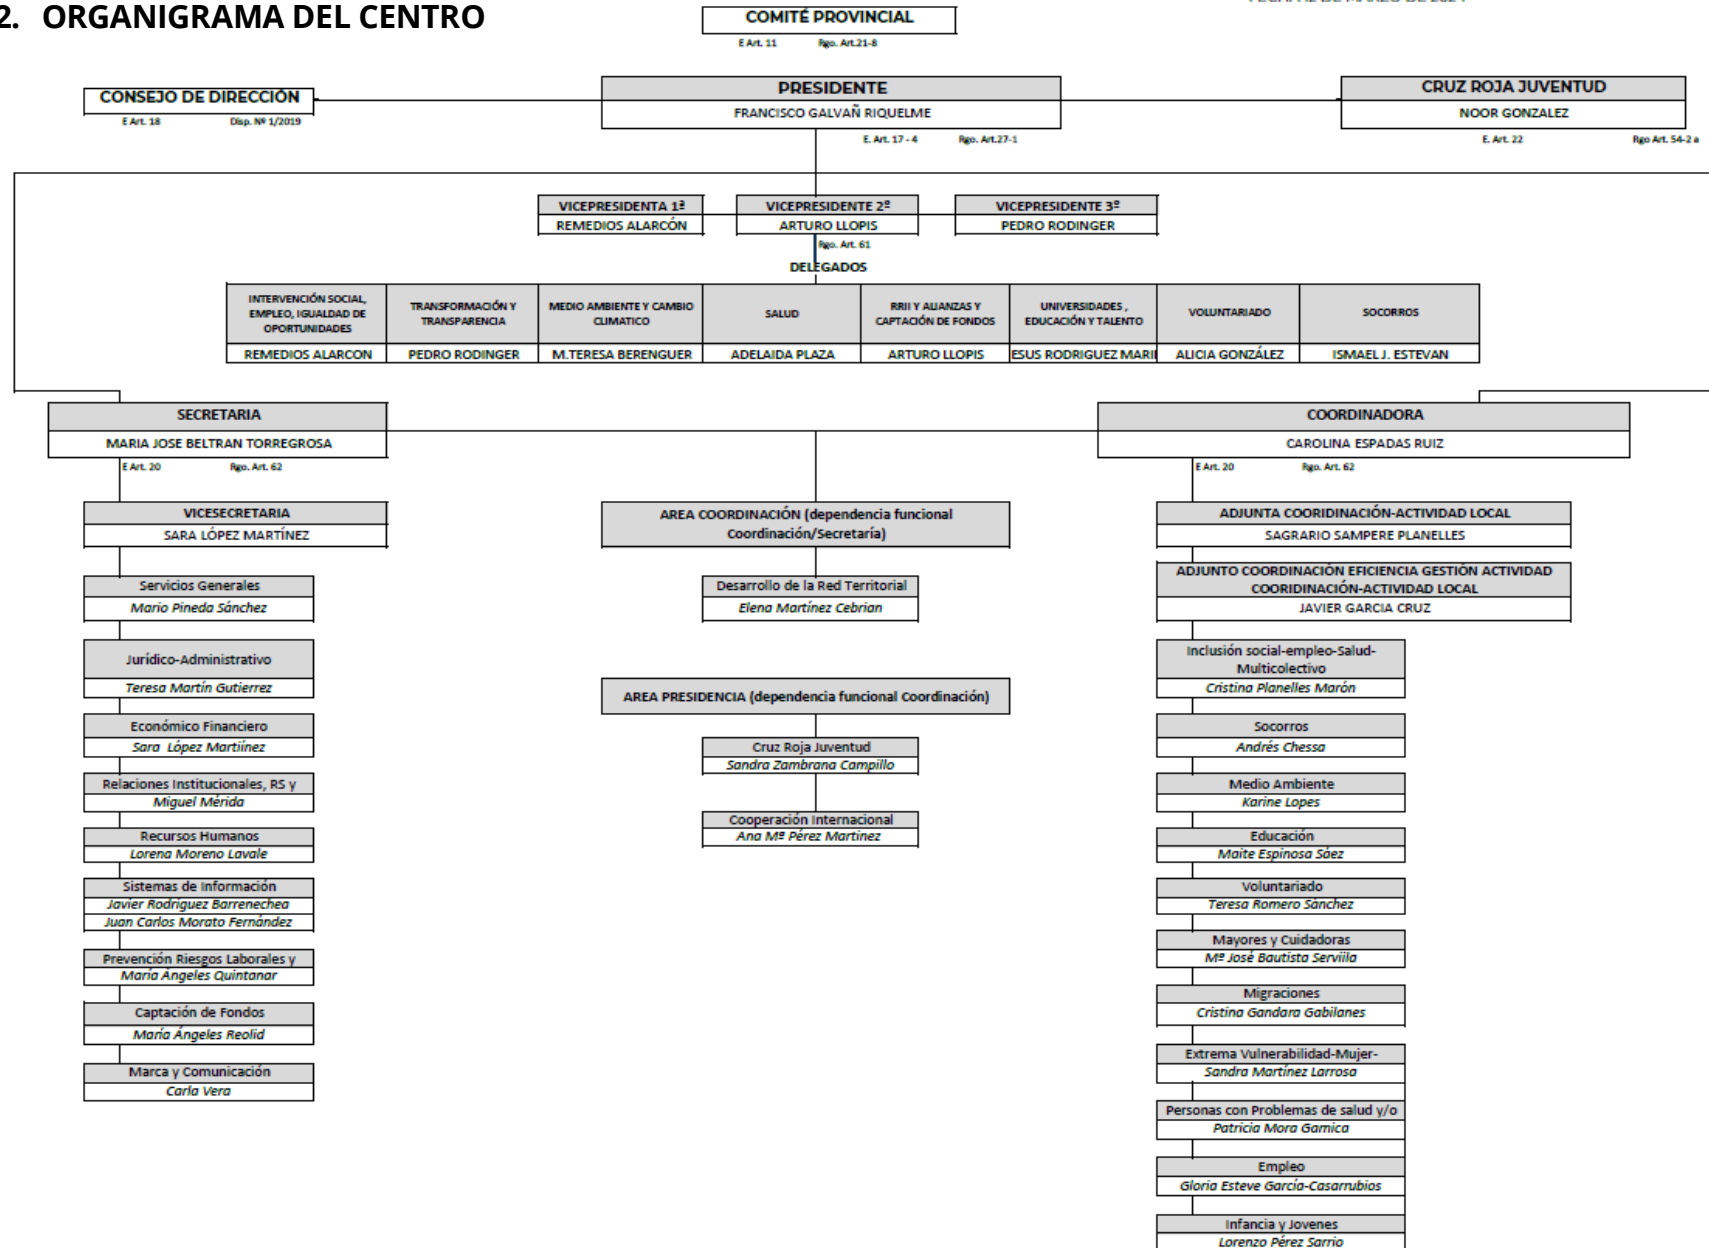 2. ORGANIGRAMA DEL CENTRO
COMITÉ PROVINCIAL
E Art. 11 Rgo. Art.21-8
CONSEJO DE DIRECCIÓN
E Art. 18 Disp. Nº 1/2019
PRESIDENTE
FRANCISCO GALVAÑ RIQUELME
E. Art. 17 - 4 Rgo. Art.27-1
CRUZ ROJA JUVENTUD
NOOR GONZALEZ
E. Art. 22 Rgo Art. 54-2 a
VICEPRESIDENTA 1ª
REMEDIOS ALARCÓN
VICEPRESIDENTE 2º
ARTURO LLOPIS
VICEPRESIDENTE 3º
PEDRO RODINGER
Rgo. Art. 61
DELEGADOS
INTERVENCIÓN SOCIAL,
EMPLEO, IGUALDAD DE
OPORTUNIDADES
REMEDIOS ALARCON
TRANSFORMACIÓN Y
TRANSPARENCIA
PEDRO RODINGER
MEDIO AMBIENTE Y CAMBIO
CLIMATICO
M.TERESA BERENGUER
SALUD
ADELAIDA PLAZA
RRII Y ALIANZAS Y
CAPTACIÓN DE FONDOS
ARTURO LLOPIS
UNIVERSIDADES ,
EDUCACIÓN Y TALENTO
ESUS RODRIGUEZ MARI
VOLUNTARIADO
ALICIA GONZÁLEZ
SOCORROS
ISMAEL J. ESTEVAN
SECRETARIA
MARIA JOSE BELTRAN TORREGROSA
E Art. 20 Rgo. Art. 62
COORDINADORA
CAROLINA ESPADAS RUIZ
E Art. 20 Rgo. Art. 62
VICESECRETARIA
SARA LÓPEZ MARTÍNEZ
Servicios Generales
Mario Pineda Sánchez
Jurídico-Administrativo
Teresa Martín Gutierrez
Económico Financiero
Sara López Martiínez
Relaciones Institucionales, RS y
Miguel Mérida
Recursos Humanos
Lorena Moreno Lavale
Sistemas de Información
Javier Rodriguez Barrenechea
Juan Carlos Morato Fernández
Prevención Riesgos Laborales y
María Ángeles Quintanar
Captación de Fondos
María Ángeles Reolid
Marca y Comunicación
Carla Vera
AREA COORDINACIÓN (dependencia funcional
Coordinación/Secretaría)
Desarrollo de la Red Territorial
Elena Martínez Cebrian
AREA PRESIDENCIA (dependencia funcional Coordinación)
Cruz Roja Juventud
Sandra Zambrana Campillo
Cooperación Internacional
Ana Mª Pérez Martinez
ADJUNTA COORIDINACIÓN-ACTIVIDAD LOCAL
SAGRARIO SAMPERE PLANELLES
ADJUNTO COORDINACIÓN EFICIENCIA GESTIÓN ACTIVIDAD
COORIDINACIÓN-ACTIVIDAD LOCAL
JAVIER GARCIA CRUZ
Inclusión social-empleo-Salud-
Multicolectivo
Cristina Planelles Marón
Socorros
Andrés Chessa
Medio Ambiente
Karine Lopes
Educación
Maite Espinosa Sáez
Voluntariado
Teresa Romero Sánchez
Mayores y Cuidadoras
Mª José Bautista Serviila
Migraciones
Cristina Gandara Gabilanes
Extrema Vulnerabilidad-Mujer-
Sandra Martínez Larrosa
Personas con Problemas de salud y/o
Patricia Mora Garnica
Empleo
Gloria Esteve García-Casarrubios
Infancia y Jovenes
Lorenzo Pérez Sarrio